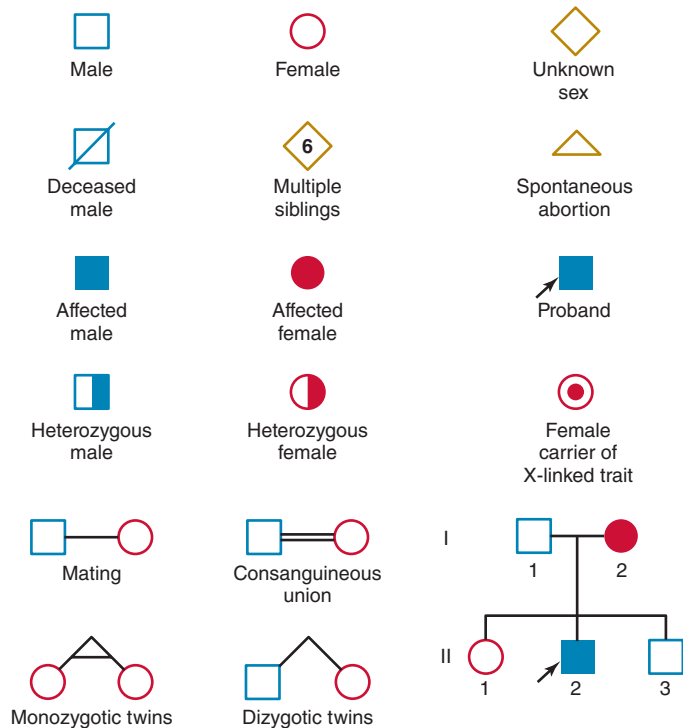 Male
Female
Unknown
sex
Deceased
male
6
Multiple
siblings
Spontaneous
abortion
Affected
male
Affected
female
Proband
Heterozygous
male
Heterozygous
female
Female
carrier of
X-linked trait
Mating
Consanguineous
union
I
1
2
Monozygotic twins
Dizygotic twins
II
1
2
3